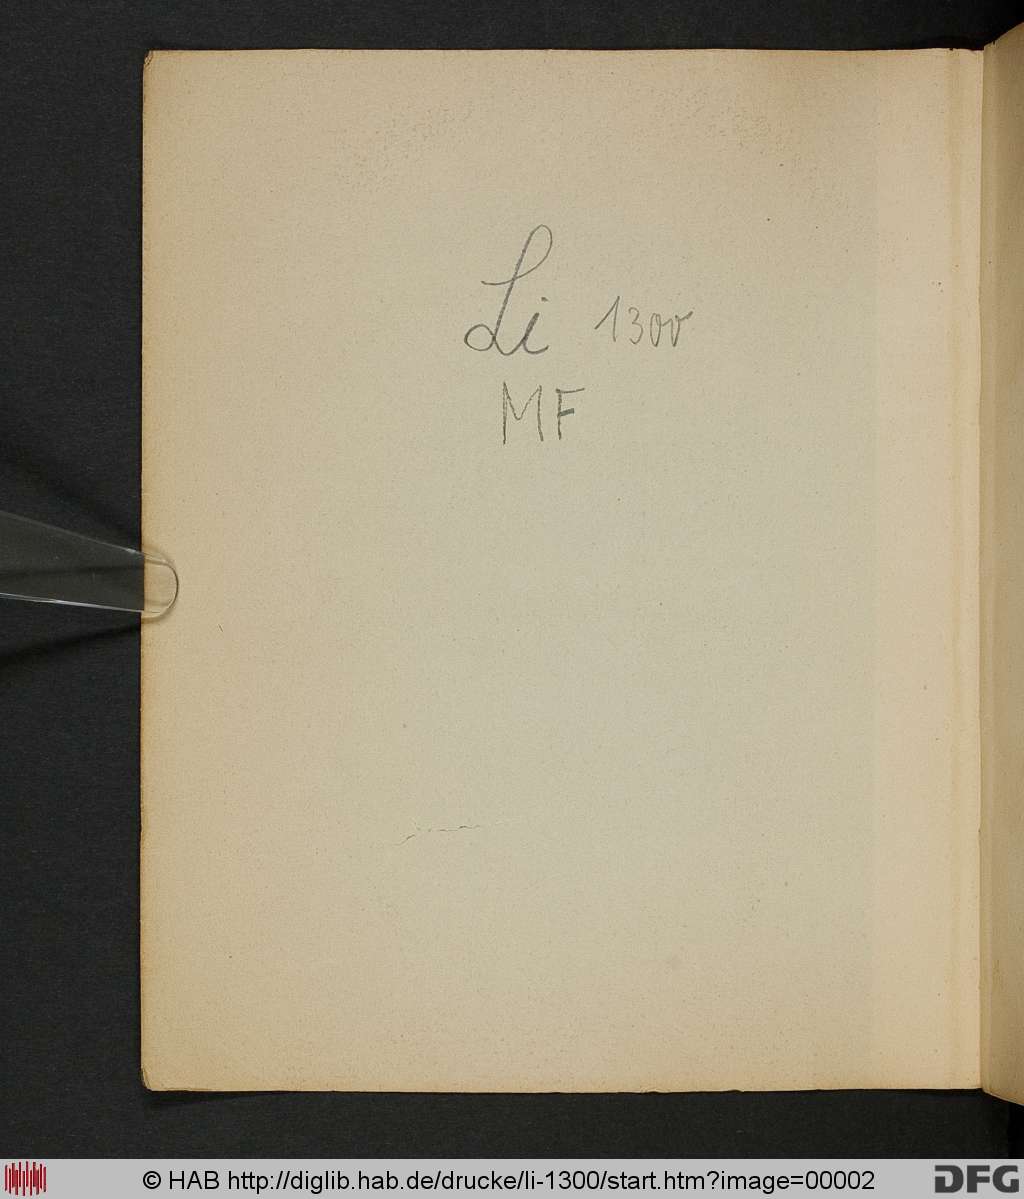 Li 1300
MF
© HAB http://diglib.hab.de/drucke/li-1300/start.htm?image=00002
DFG